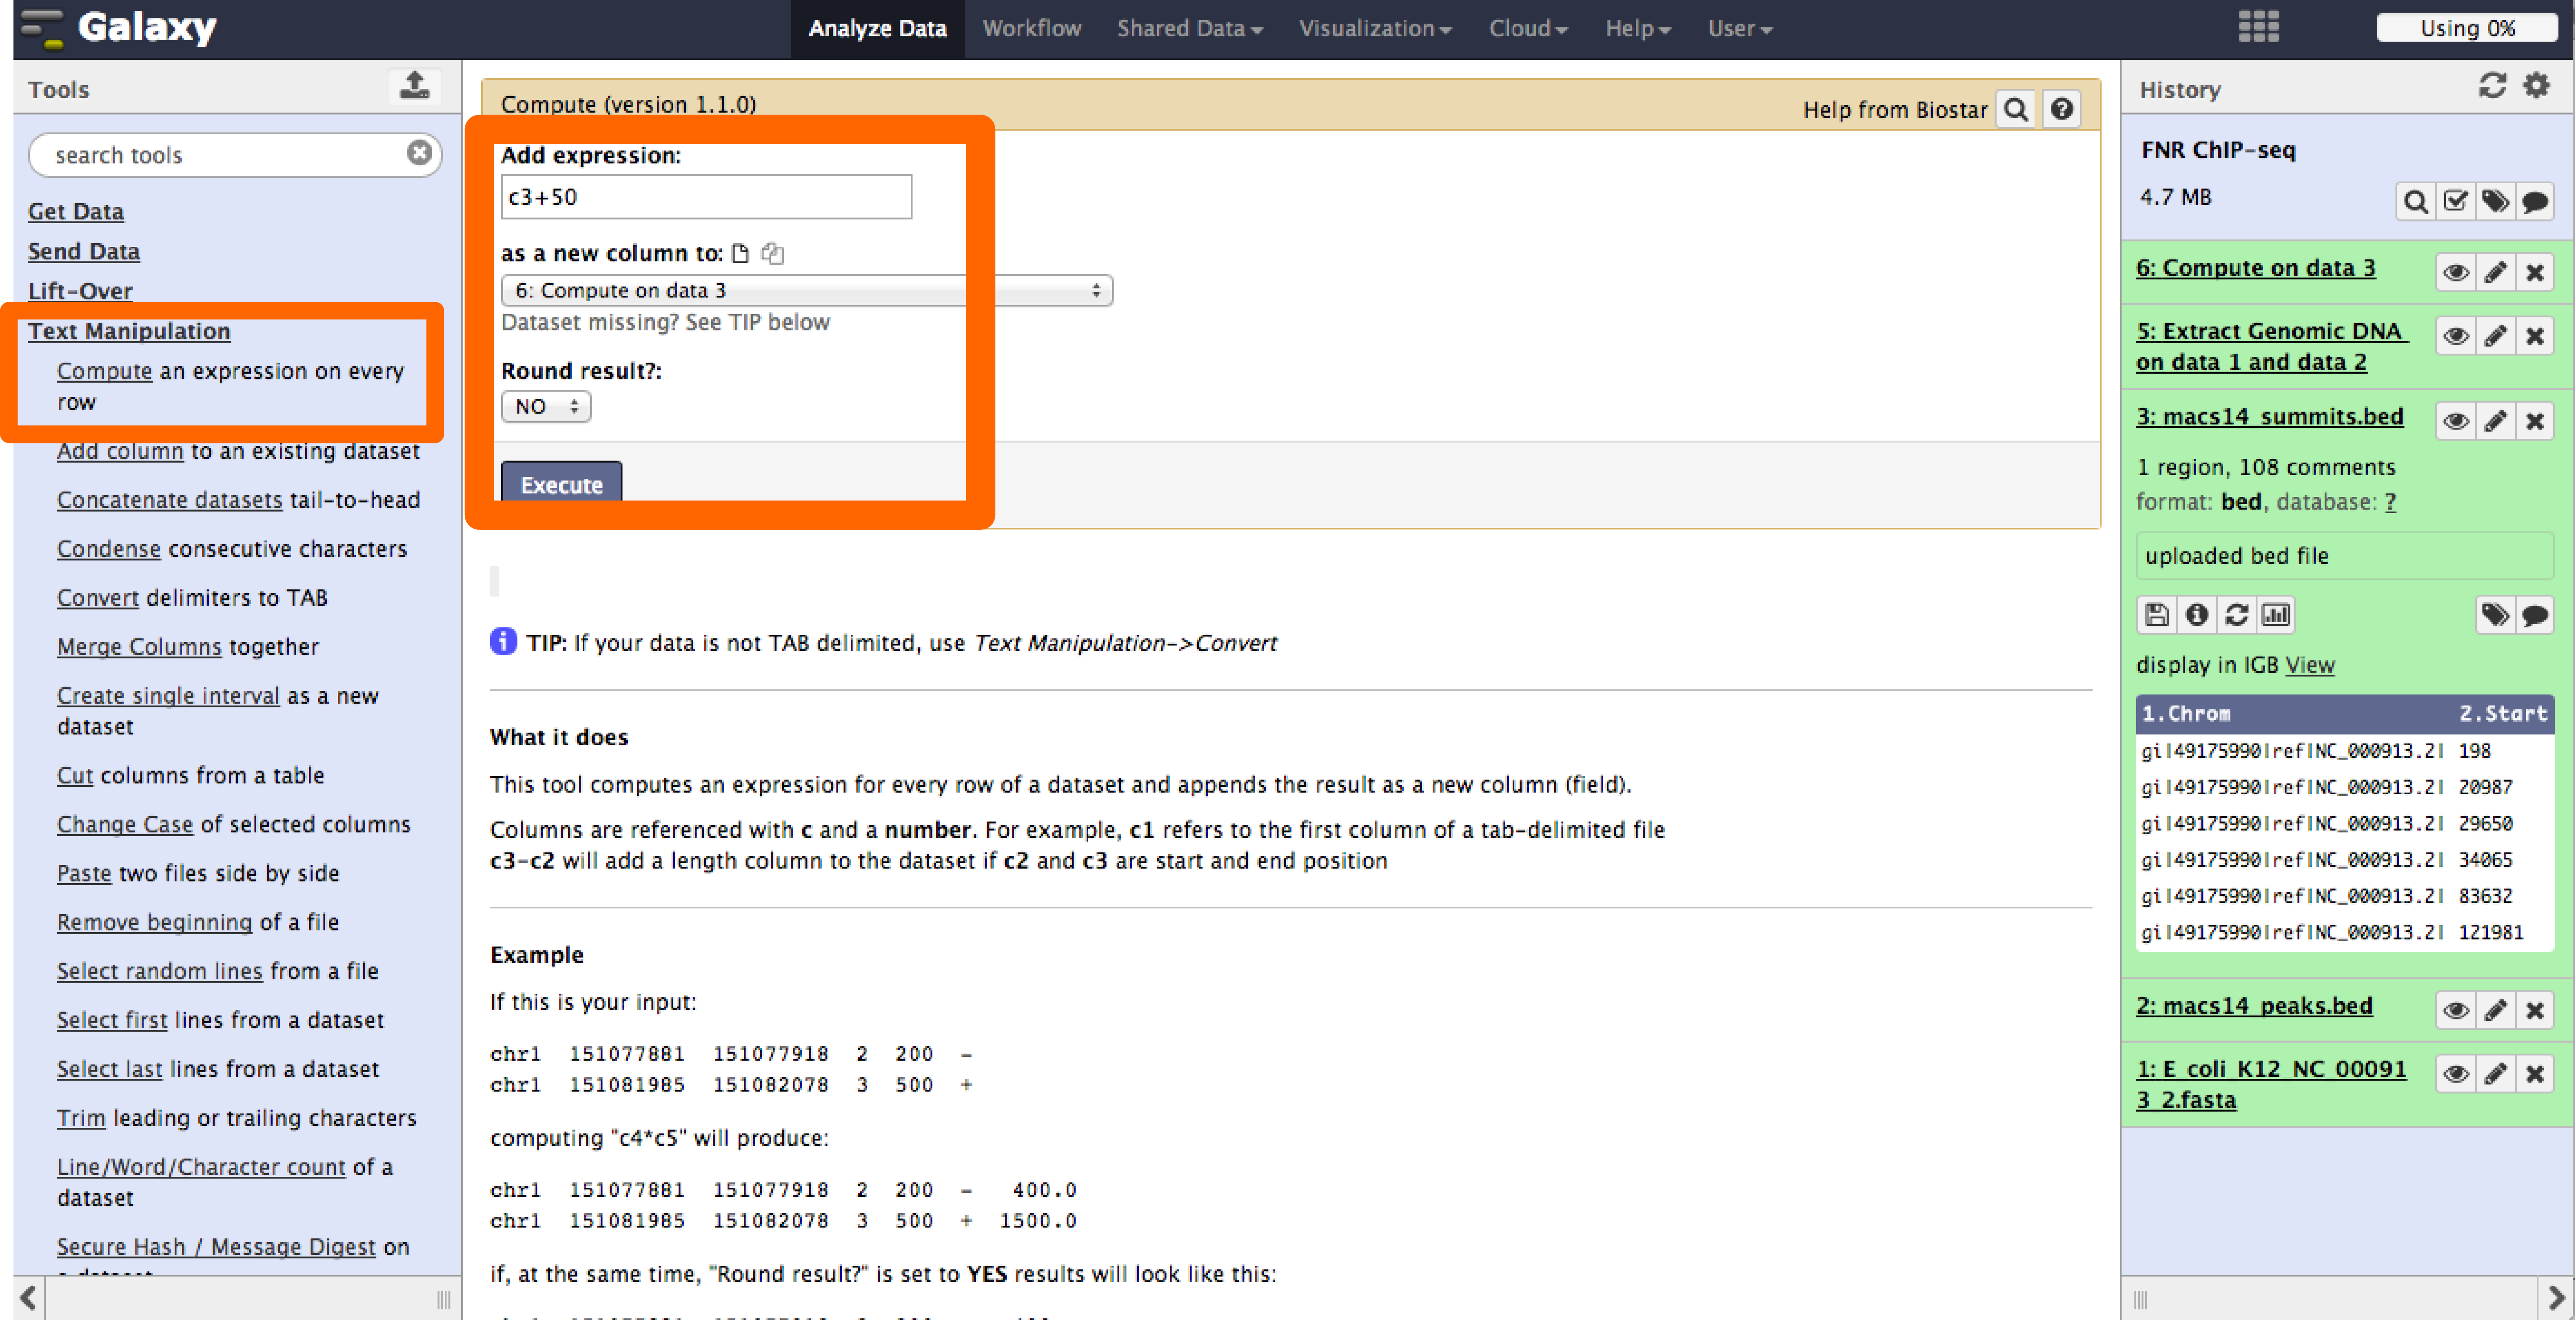 Galaxy
Analyze Data Workflow Shared Data Visualization Cloud Help User
Using 0%
Tools
search tools
Get Data
Send Data
Lift-Over
Text Manipulation
Compute an expression on every
row
Add column to an existing dataset
Concatenate datasets tail-to-head
Condense consecutive characters
Convert delimiters to TAB
Merge Columns together
Create single interval as a new
dataset
Cut columns from a table
Change Case of selected columns
Paste two files side by side
Remove beginning of a file
Select random lines from a file
Select first lines from a dataset
Select last lines from a dataset
Trim leading or trailing characters
Line/Word/Character count of a
dataset
Secure Hash / Message Digest on
Compute (version 1.1.0)
Help from Biostar
Add expression:
c3+50
as a new column to:
6: Compute on data 3
Dataset missing? See TIP below
Round result?:
NO
Execute
TIP: If your data is not TAB delimited, use Text Manipulation->Convert
What it does
This tool computes an expression for every row of a dataset and appends the result as a new column (field).
Columns are referenced with c and a number. For example, c1 refers to the first column of a tab-delimited file
c3-c2 will add a length column to the dataset if c2 and c3 are start and end position
Example
If this is your input:
chr1 151077881 151077918 2 200 -
chr1 151081985 151082078 3 500 +
computing "c4*c5" will produce:
chr1 151077881 151077918 2 200 - 400.0
chr1 151081985 151082078 3 500 + 1500.0
if, at the same time, "Round result?" is set to YES results will look like this:
History
FNR ChIP-seq
4.7 MB
6: Compute on data 3
5: Extract Genomic DNA
on data 1 and data 2
3: macs14_summits.bed
1 region, 108 comments
format: bed, database: ?
uploaded bed file
display in IGB View
1.Chrom 2.Start
gi|49175990|ref|NC_000913.2| 198
gi|49175990|ref|NC_000913.2| 20987
gi|49175990|ref|NC_000913.2| 29650
gi|49175990|ref|NC_000913.2| 34065
gi|49175990|ref|NC_000913.2| 83632
gi|49175990|ref|NC_000913.2| 121981
2: macs14_peaks.bed
1: E_coli_K12_NC_00091
3_2.fasta